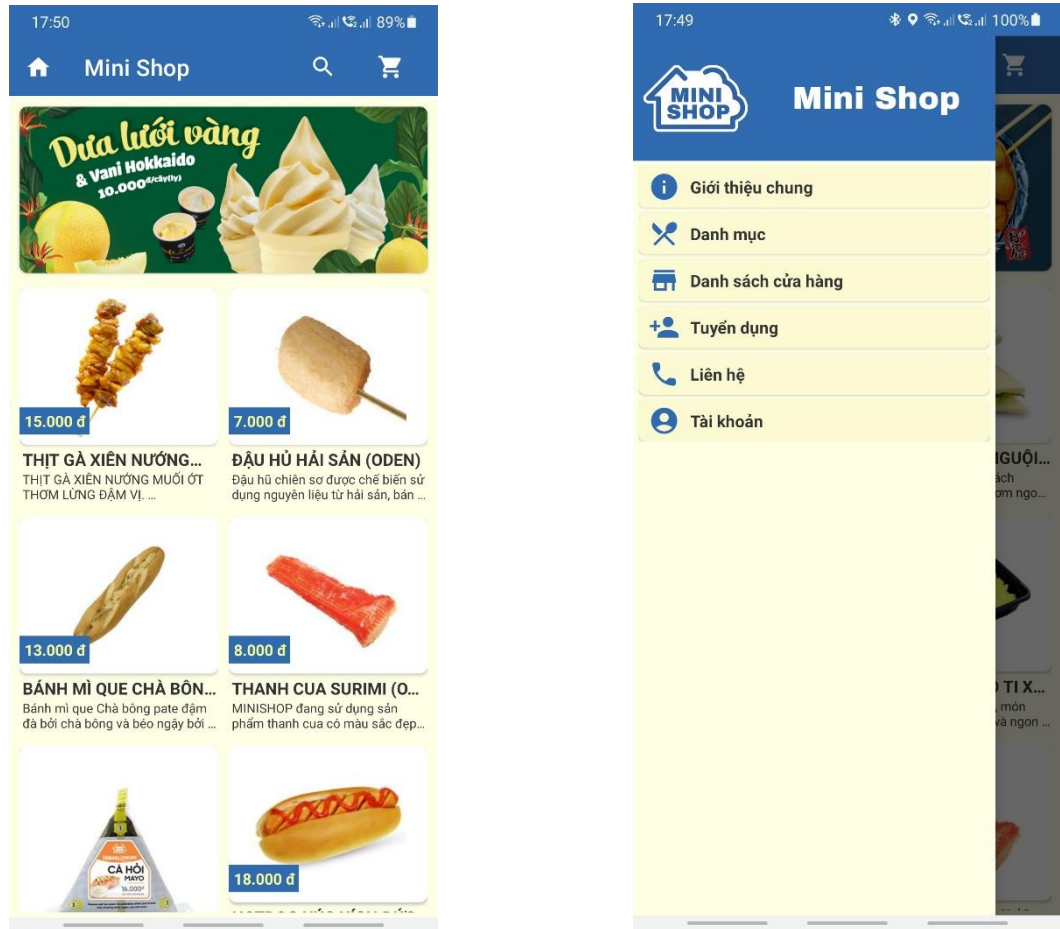 17:50
89%
Mini Shop
Dưa lưới vàng
& Vani Hokkaido
10.000đ/cây(ly)
15.000 đ
7.000 đ
THỊT GÀ XIÊN NƯỚNG...
THỊT GÀ XIÊN NƯỚNG MUỐI ỚT
THƠM LỪNG ĐẬM VỊ. ...
ĐẬU HỦ HẢI SẢN (ODEN)
Đậu hũ chiên sơ được chế biến sử
dụng nguyên liệu từ hải sản, bán ...
13.000 đ
8.000 đ
BÁNH MÌ QUE CHÀ BÔN...
Bánh mì que Chà bông pate đậm
đà bởi chà bông và béo ngậy bởi ...
THANH CUA SURIMI (O...
MINISHOP đang sử dụng sản
phẩm thanh cua có màu sắc đẹp...
CÁ HỒI
MAYO
16.000đ
18.000 đ
17:49
100%
MINI
SHOP
Mini Shop
Giới thiệu chung
Danh mục
Danh sách cửa hàng
Tuyển dụng
Liên hệ
Tài khoản
NGUỘI...
ách
ơm ngo...
O TI X...
, món
và ngon ...